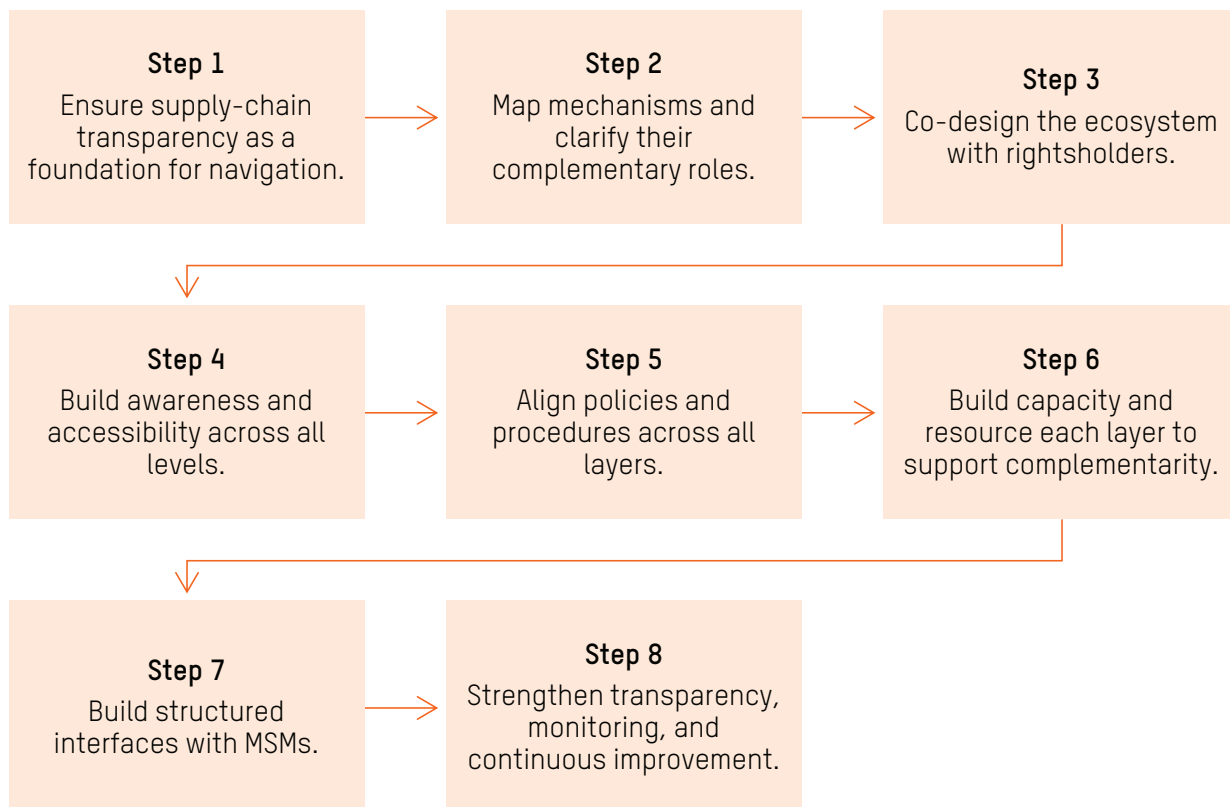 Step 1
Ensure supply-chain
transparency as a
foundation for navigation.
Step 2
Map mechanisms and
clarify their
complementary roles.
Step 3
Co-design the ecosystem
with rightsholders.
Step 4
Build awareness and
accessibility across all
levels.
Step 5
Align policies and
procedures across all
layers.
Step 6
Build capacity and
resource each layer to
support complementarity.
Step 7
Build structured
interfaces with MSMs.
Step 8
Strengthen transparency,
monitoring, and
continuous improvement.